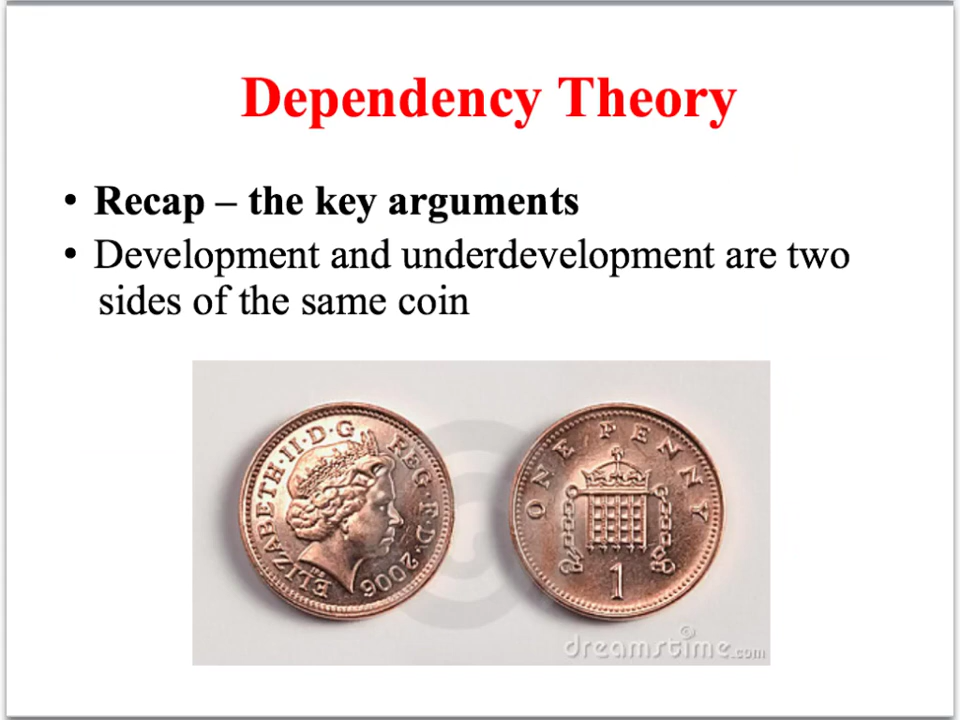 Dependency Theory
• Recap – the key arguments
• Development and underdevelopment are two
sides of the same coin
ELIZABETH·II·D·G REG·F·D·2006
ONE PENNY
1
dreamstime.com